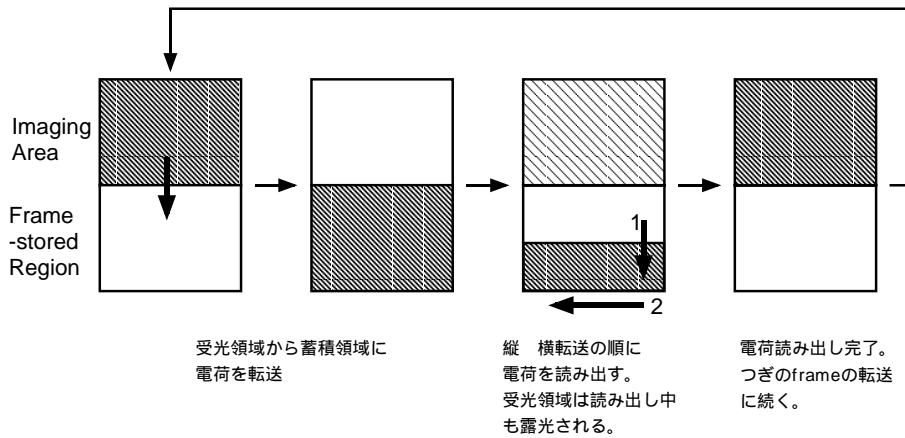 Imaging
Area
Frame
-stored
Region
1
2
受光領域から蓄積領域に
電荷を転送
縦　横転送の順に
電荷を読み出す。
受光領域は読み出し中
も露光される。
電荷読み出し完了。
つぎのframeの転送
に続く。